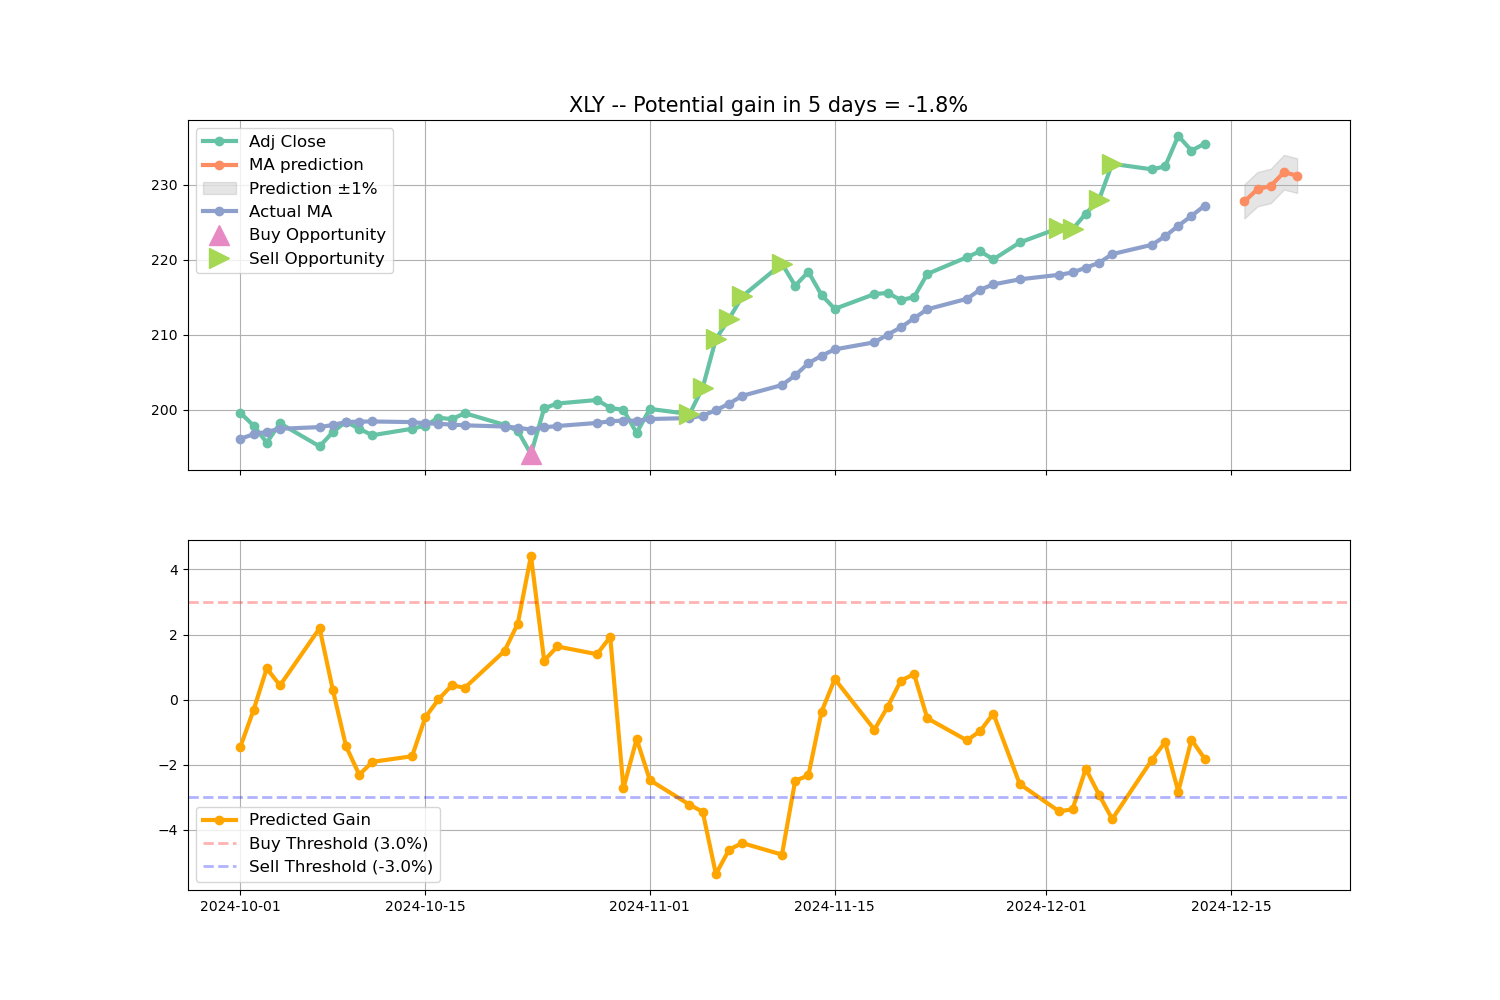 XLY -- Potential gain in 5 days = -1.8%
Adj Close
MA prediction
Prediction ±1%
Actual MA
Buy Opportunity
Sell Opportunity
230
220
210
200
4
2
0
−2
−4
Predicted Gain
Buy Threshold (3.0%)
Sell Threshold (-3.0%)
2024-10-01 2024-10-15 2024-11-01 2024-11-15 2024-12-01 2024-12-15